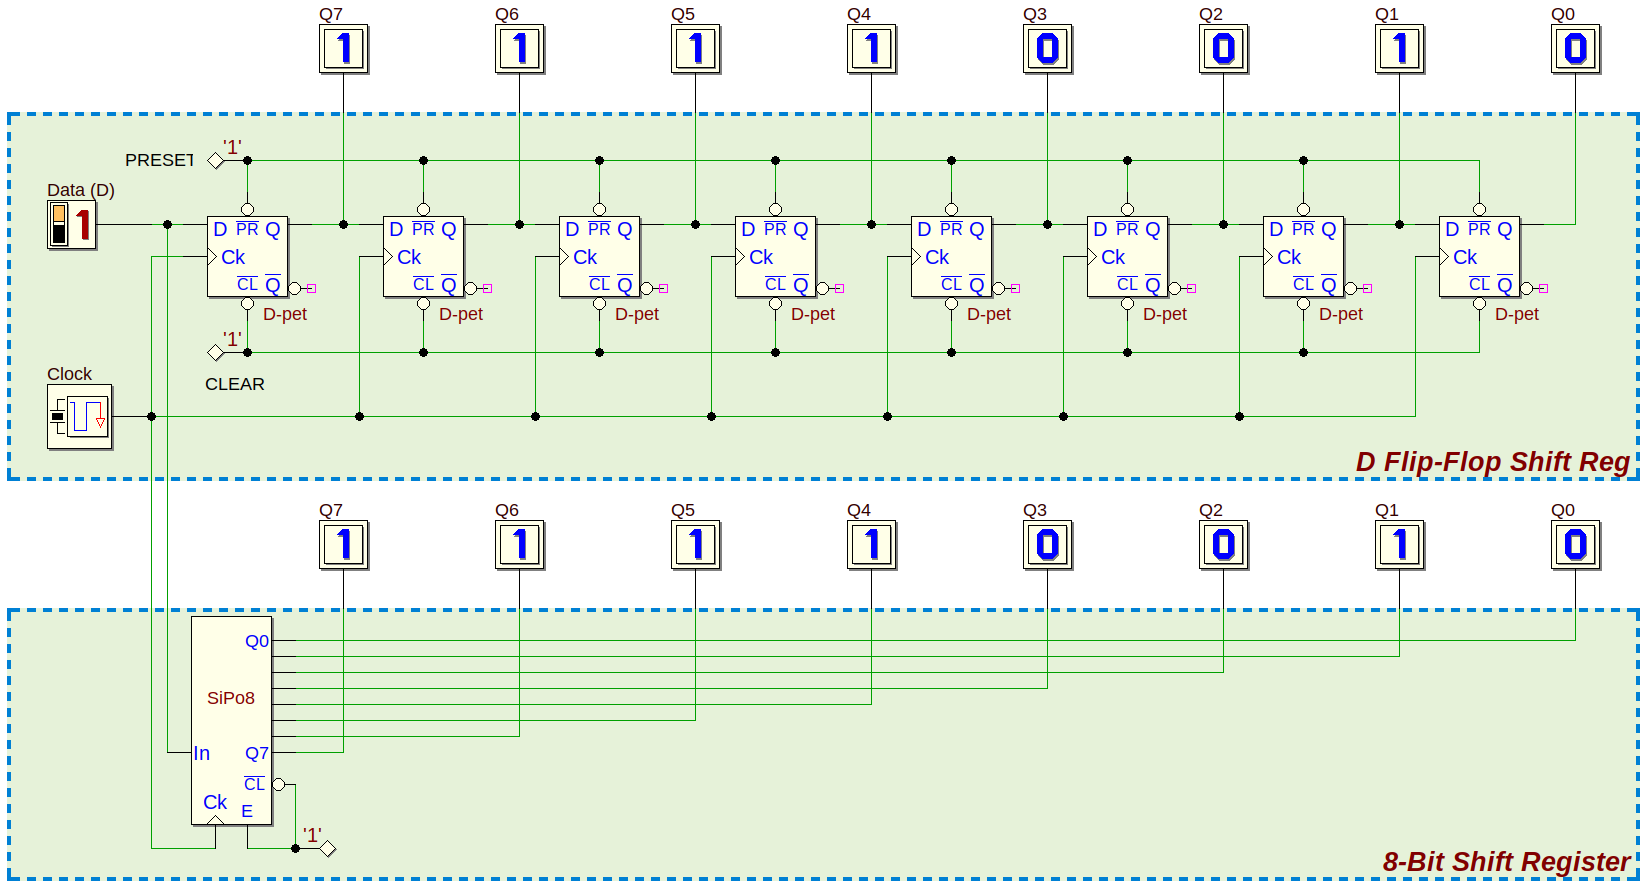 Q7 Q6 Q5 Q4 Q3 Q2 Q1 Q0
1 1 1 1 0 0 1 0
'1'
PRESET
Data (D)
1
D PR Q D PR Q D PR Q D PR Q D PR Q D PR Q D PR Q D PR Q
Ck Ck Ck Ck Ck Ck Ck Ck
CL Q CL Q CL Q CL Q CL Q CL Q CL Q CL Q
D-pet D-pet D-pet D-pet D-pet D-pet D-pet D-pet
'1'
CLEAR
Clock
D Flip-Flop Shift Reg
Q7 Q6 Q5 Q4 Q3 Q2 Q1 Q0
1 1 1 1 0 0 1 0
Q0
SiPo8
In Q7
CL
Ck E
'1'
8-Bit Shift Register